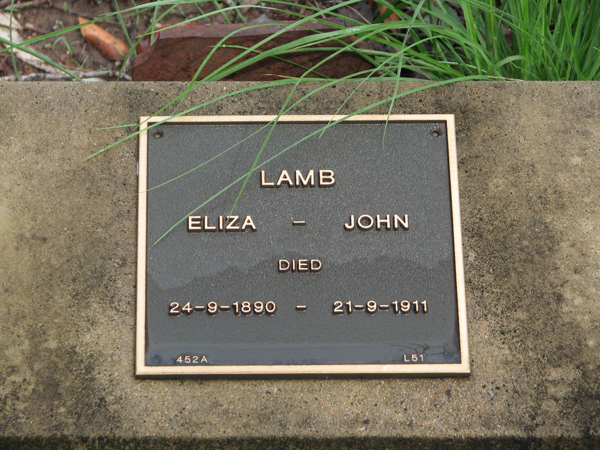 LAMB
ELIZA – JOHN
DIED
24-9-1890 – 21-9-1911
452A L51